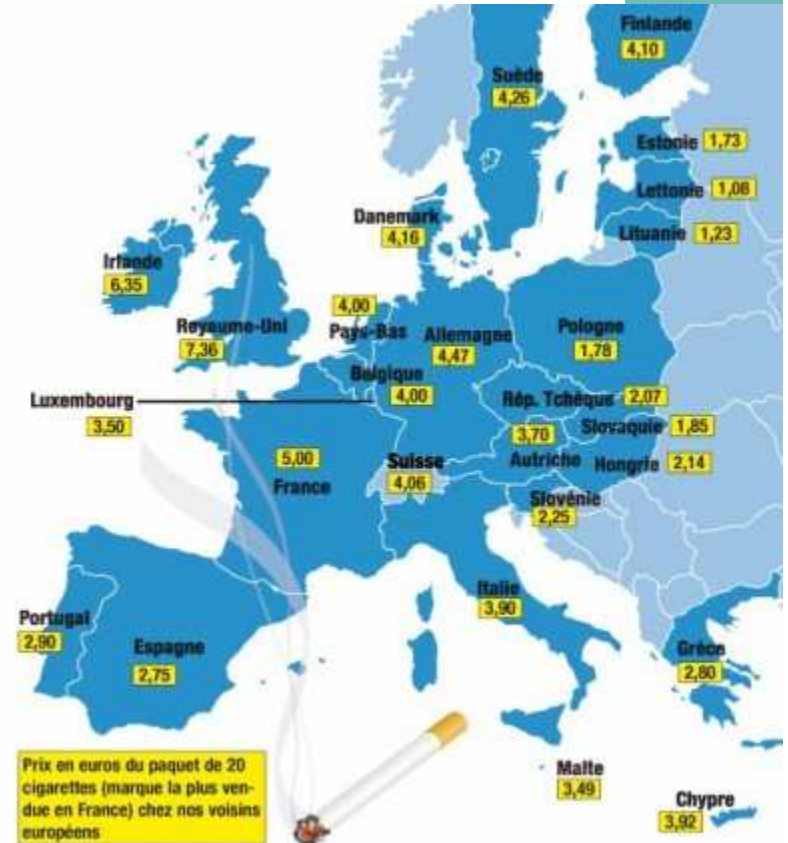 Finlande
4,10
Suède
4,26
Estonie 1,73
Lettonie 1,08
Danemark
4,16
Lituanie 1,23
Irlande
6,35
4,00
Pays-Bas
Royaume-Uni
7,36
Allemagne
4,47
Pologne
1,78
Belgique
4,00
Luxembourg
3,50
Rép. Tchèque 2,07
3,70
Autriche
Slovaquie 1,85
Hongrie 2,14
5,00
France
Suisse
4,06
Slovénie
2,25
Italie
3,90
Portugal
2,90
Espagne
2,75
Grèce
2,80
Malte
3,49
Chypre
3,92
Prix en euros du paquet de 20
cigarettes (marque la plus ven-
due en France) chez nos voisins
européens